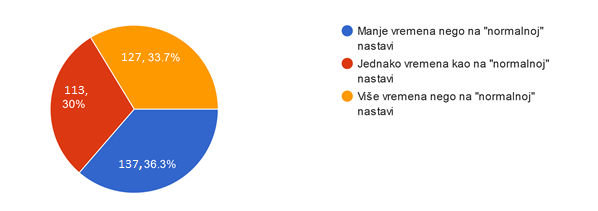 127, 33.7%
113,
30%
137, 36.3%
Manje vremena nego na "normalnoj"
nastavi
Jednako vremena kao na "normalnoj"
nastavi
Više vremena nego na "normalnoj"
nastavi